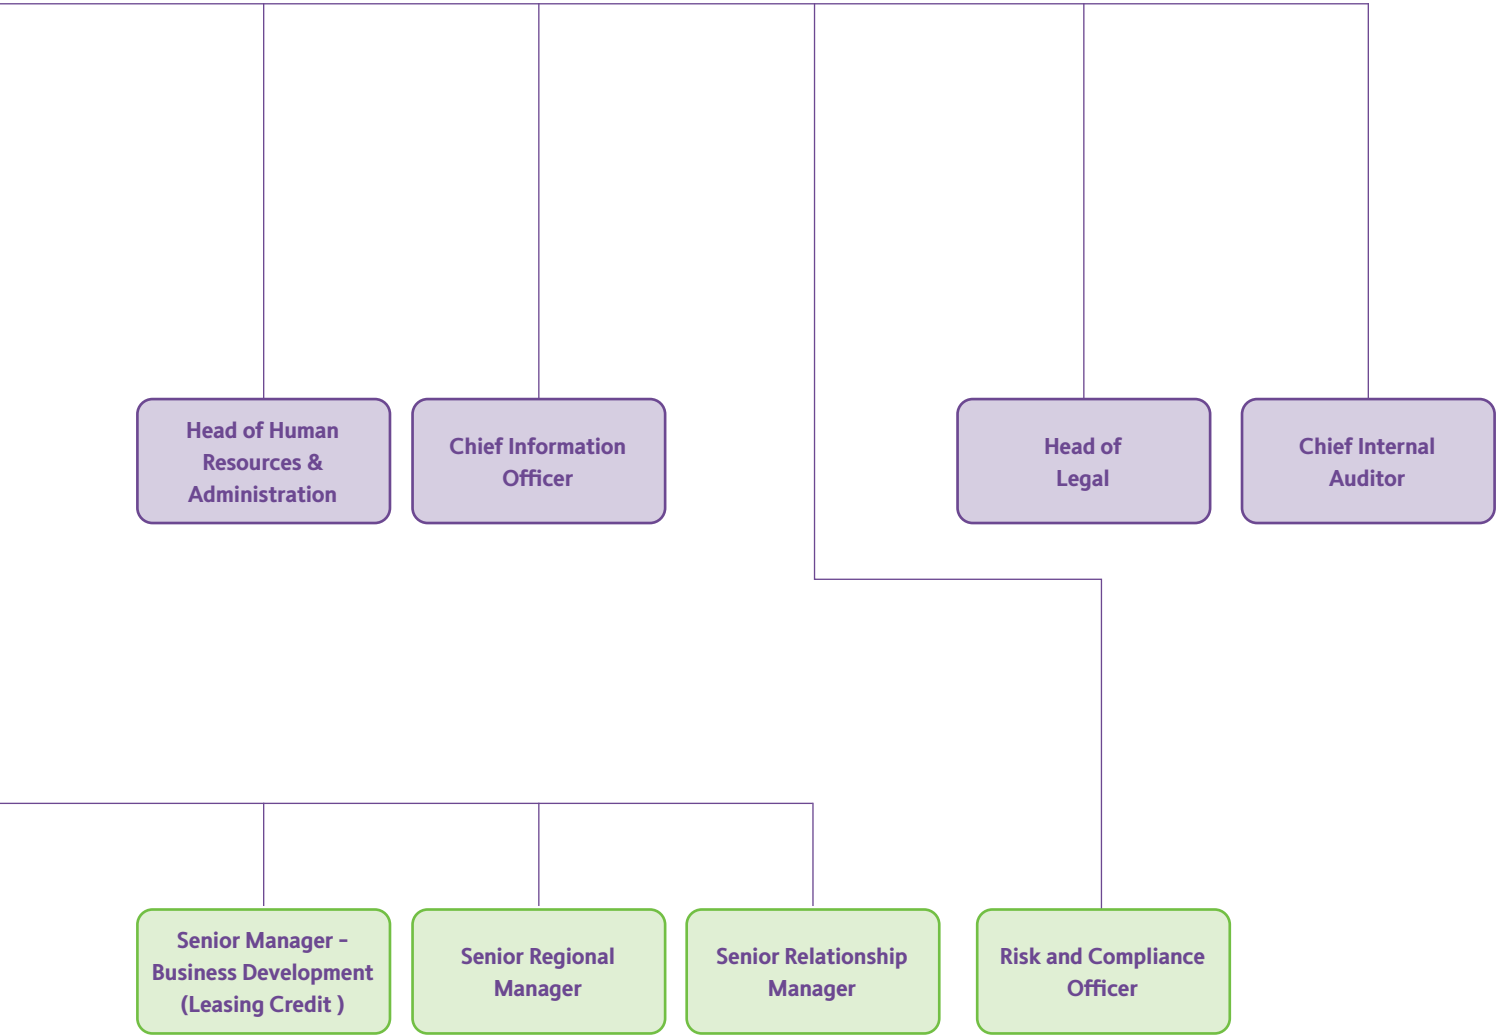 Head of Human
Resources &
Administration
Chief Information
Officer
Head of
Legal
Chief Internal
Auditor
Senior Manager -
Business Development
(Leasing Credit )
Senior Regional
Manager
Senior Relationship
Manager
Risk and Compliance
Officer